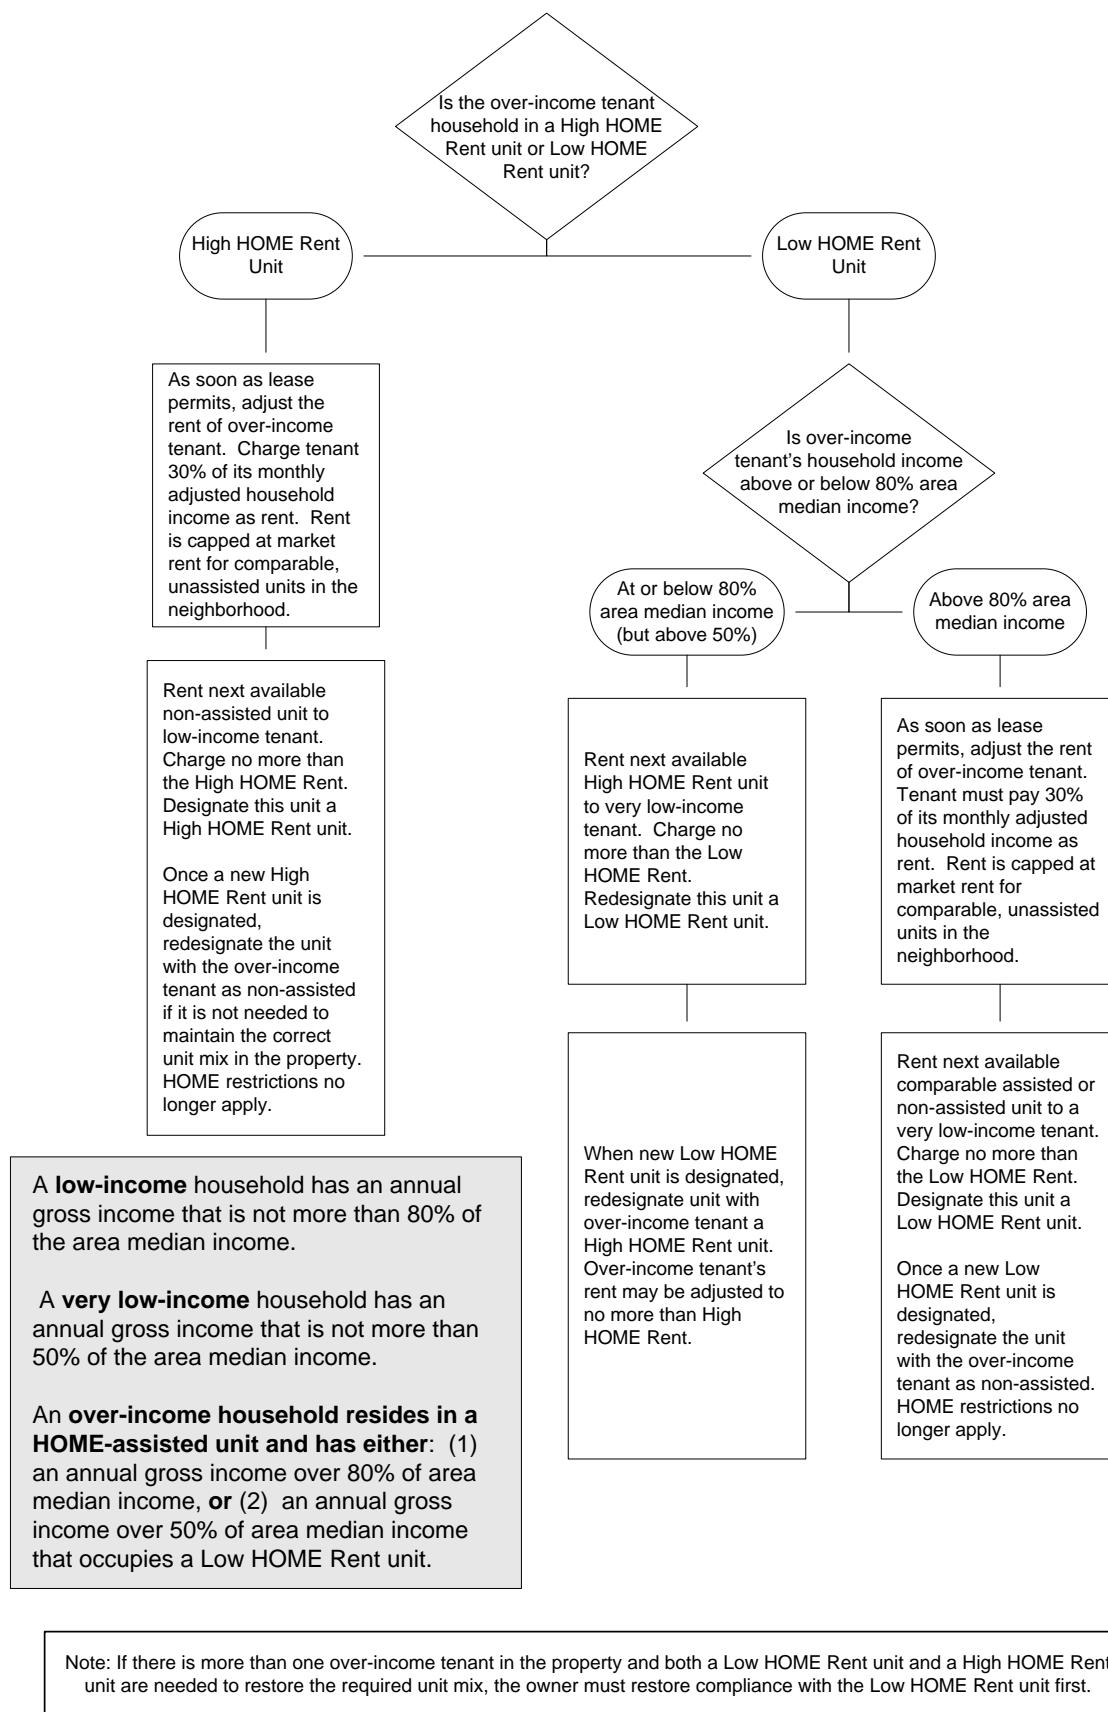 Is the over-income tenant
household in a High HOME
Rent unit or Low HOME
Rent unit?
High HOME Rent
Unit
Low HOME Rent
Unit
As soon as lease
permits, adjust the
rent of over-income
tenant.  Charge tenant
30% of its monthly
adjusted household
income as rent.  Rent
is capped at market
rent for comparable,
unassisted units in the
neighborhood.
Is over-income
tenant's household income
above or below 80% area
median income?
At or below 80%
area median income
(but above 50%)
Above 80% area
median income
Rent next available
non-assisted unit to
low-income tenant.
Charge no more than
the High HOME Rent.
Designate this unit a
High HOME Rent unit.
Once a new High
HOME Rent unit is
designated,
redesignate the unit
with the over-income
tenant as non-assisted
if it is not needed to
maintain the correct
unit mix in the property.
HOME restrictions no
longer apply.
Rent next available
High HOME Rent unit
to very low-income
tenant.  Charge no
more than the Low
HOME Rent.
Redesignate this unit a
Low HOME Rent unit.
As soon as lease
permits, adjust the rent
of over-income tenant.
Tenant must pay 30%
of its monthly adjusted
household income as
rent.  Rent is capped at
market rent for
comparable, unassisted
units in the
neighborhood.
When new Low HOME
Rent unit is designated,
redesignate unit with
over-income tenant a
High HOME Rent unit.
Over-income tenant's
rent may be adjusted to
no more than High
HOME Rent.
Rent next available
comparable assisted or
non-assisted unit to a
very low-income tenant.
Charge no more than
the Low HOME Rent.
Designate this unit a
Low HOME Rent unit.
Once a new Low
HOME Rent unit is
designated,
redesignate the unit
with the over-income
tenant as non-assisted.
HOME restrictions no
longer apply.
A low-income household has an annual
gross income that is not more than 80% of
the area median income.
A very low-income household has an
annual gross income that is not more than
50% of the area median income.
An over-income household resides in a
HOME-assisted unit and has either:  (1)
an annual gross income over 80% of area
median income, or (2)  an annual gross
income over 50% of area median income
that occupies a Low HOME Rent unit.
Note: If there is more than one over-income tenant in the property and both a Low HOME Rent unit and a High HOME Rent
unit are needed to restore the required unit mix, the owner must restore compliance with the Low HOME Rent unit first.